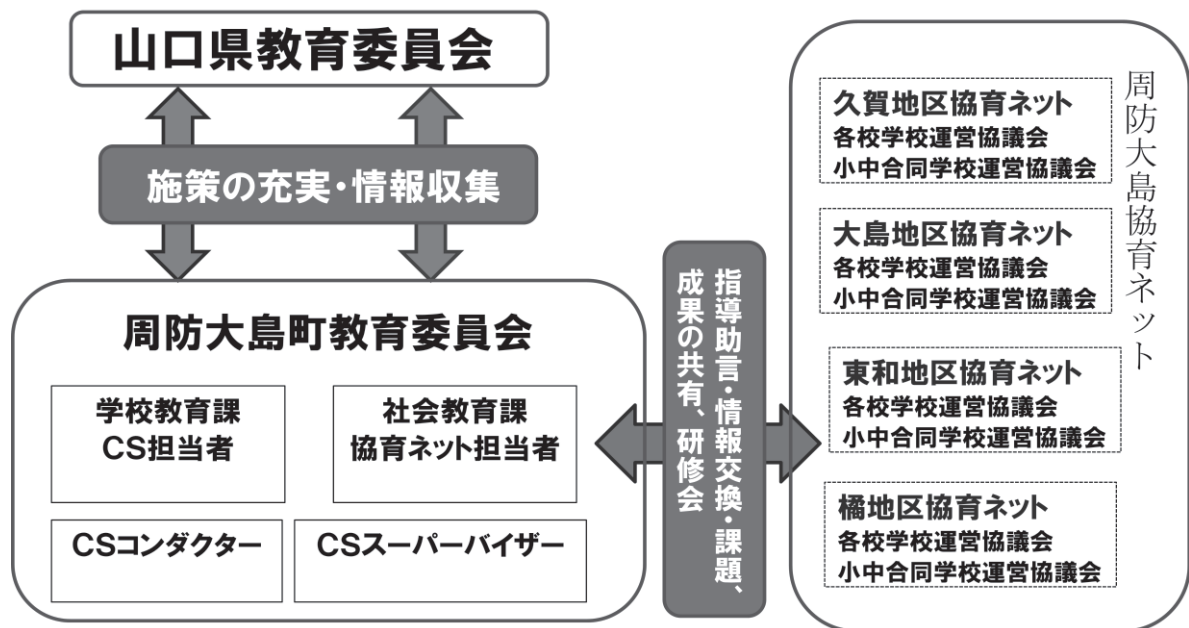 山口県教育委員会
施策の充実・情報収集
周防大島町教育委員会
学校教育課
CS担当者
社会教育課
協育ネット担当者
CSコンダクター
CSスーパーバイザー
指導助言・情報交換・課題、
成果の共有、研修会
周防大島協育ネット
久賀地区協育ネット
各校学校運営協議会
小中合同学校運営協議会
大島地区協育ネット
各校学校運営協議会
小中合同学校運営協議会
東和地区協育ネット
各校学校運営協議会
小中合同学校運営協議会
橘地区協育ネット
各校学校運営協議会
小中合同学校運営協議会